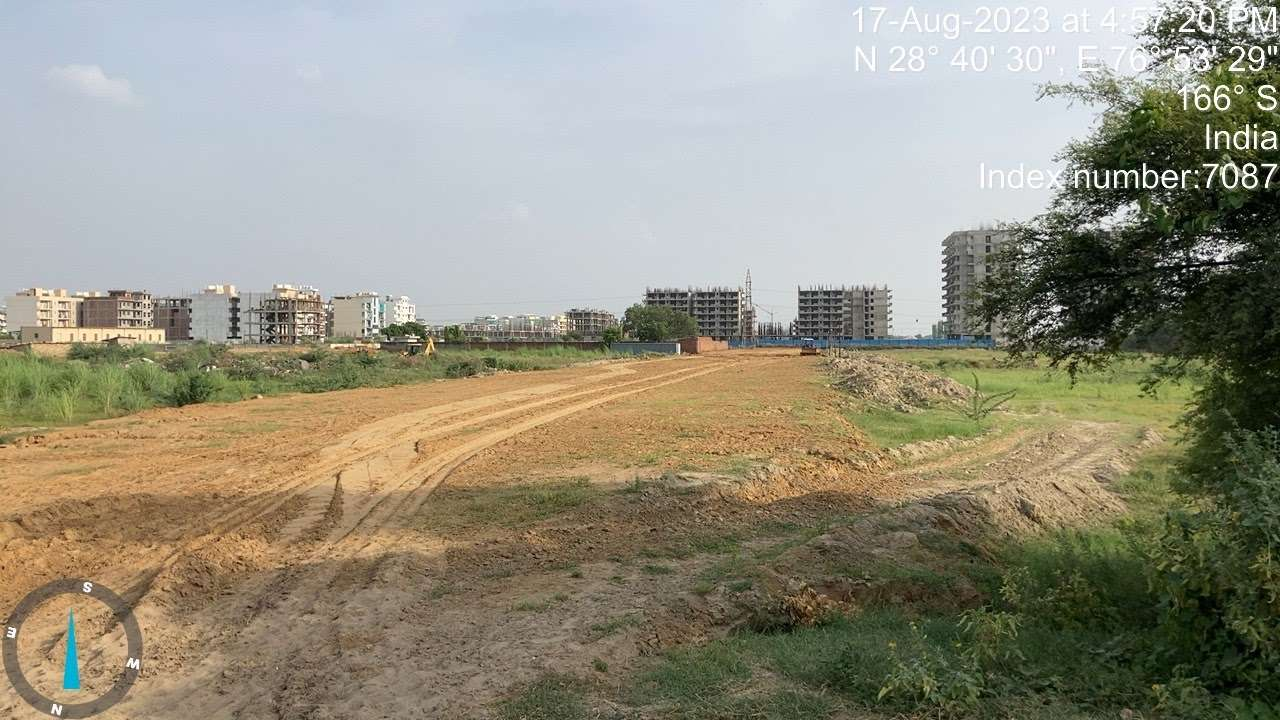 17-Aug-2023 at 4:57:20 PM
N 28° 40' 30", E 76° 53' 29"
166° S
India
Index number:7087
S
E
W
N